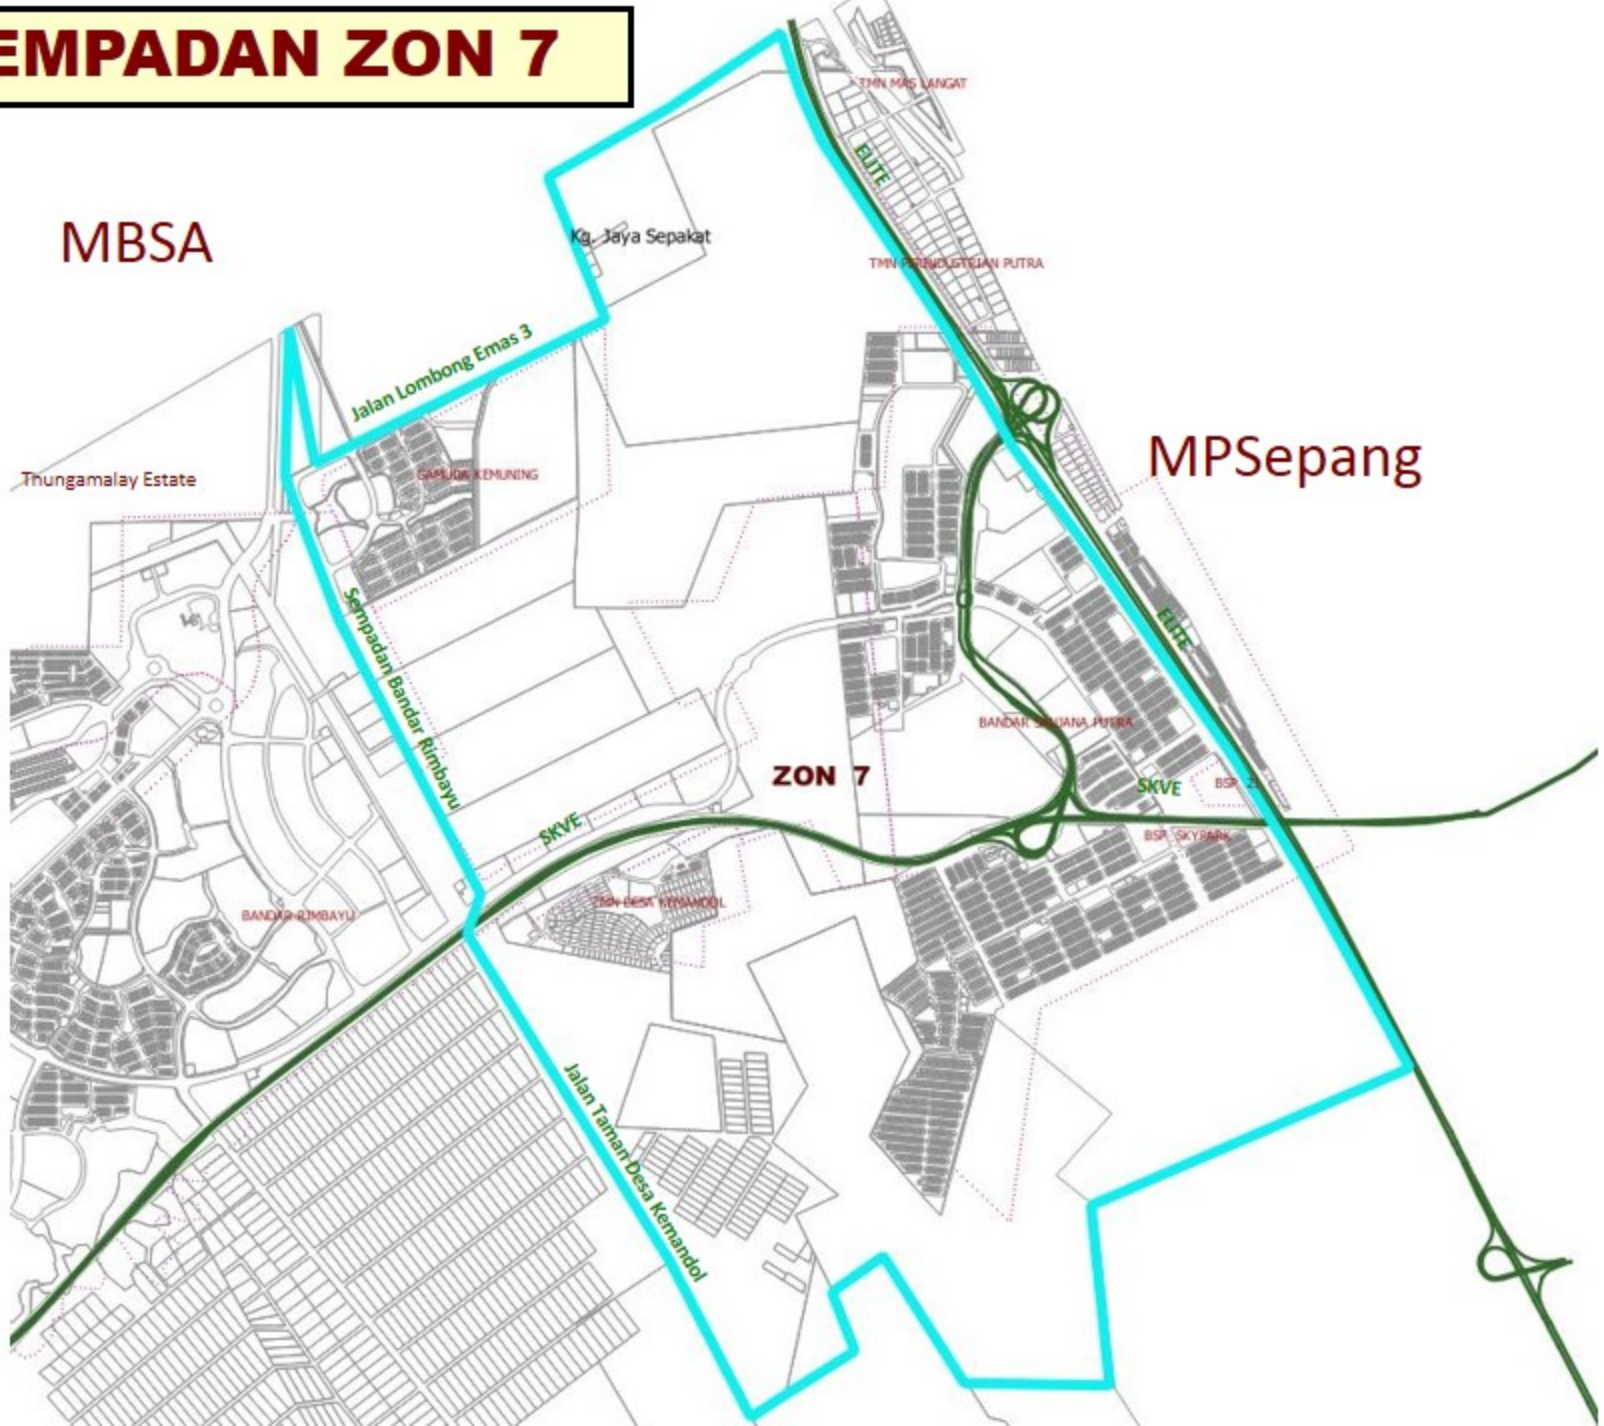 EMPADAN ZON 7
TMN MAS LANGAT
ELITE
MBSA
Kg. Jaya Sepakat
TMN PERINDUSTRIAN PUTRA
Jalan Lombong Emas 3
MPSepang
Thungamalay Estate
GAMUDA KEMUNING
Sempadan Bandar Rimbayu
ELITE
BANDAR SAUJANA PUTRA
ZON 7
SKVE
BSP 21
SKVE
BSP SKYPARK
TMN DESA KEMANDOL
BANDAR RIMBAYU
Jalan Taman Desa Kemandol